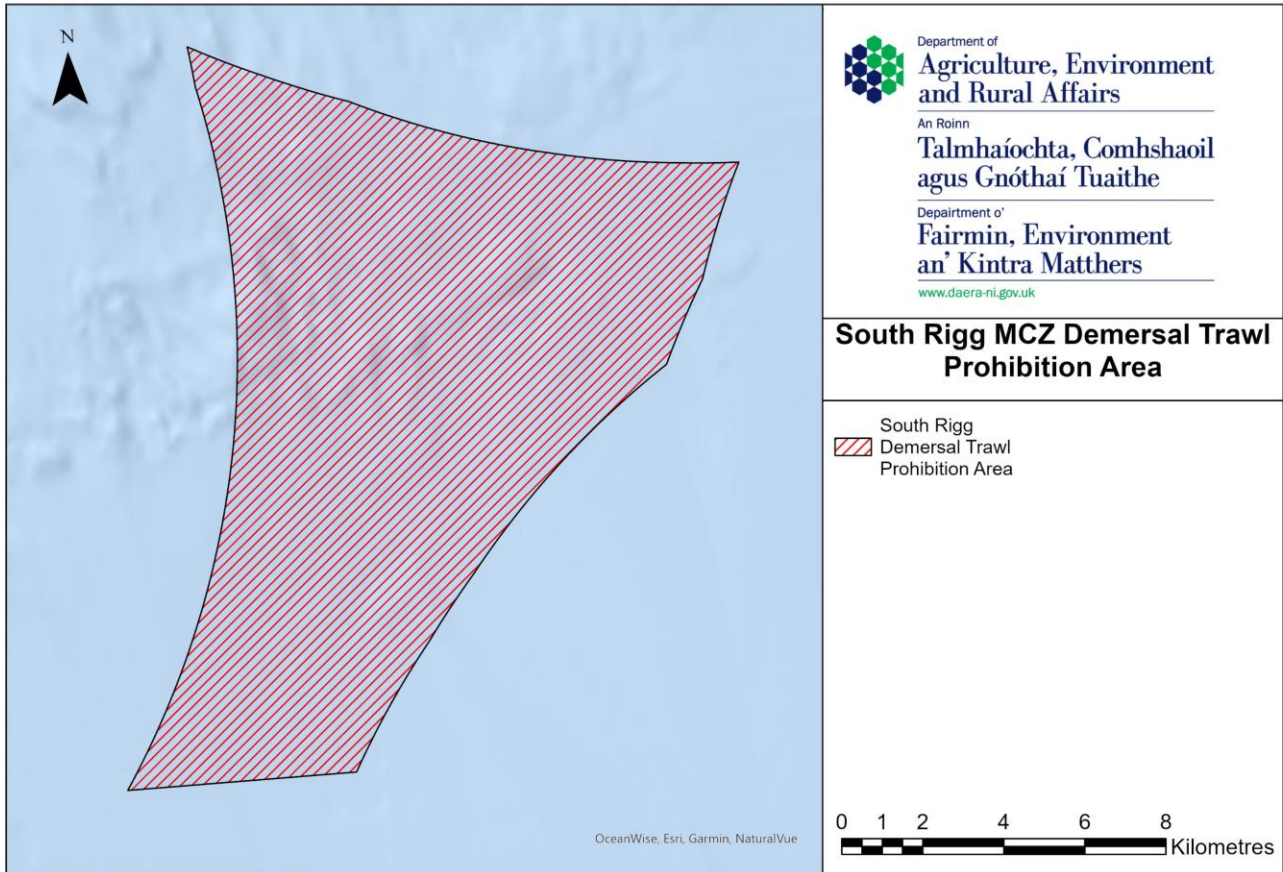 N
Department of
Agriculture, Environment
and Rural Affairs
An Roinn
Talmhaíochta, Comhshaoil
agus Gnóthaí Tuaithe
Depairtment o'
Fairmin, Environment
an' Kintra Matthers
www.daera-ni.gov.uk
South Rigg MCZ Demersal Trawl
Prohibition Area
South Rigg
Demersal Trawl
Prohibition Area
OceanWise, Esri, Garmin, NaturalVue
0 1 2 4 6 8
Kilometres